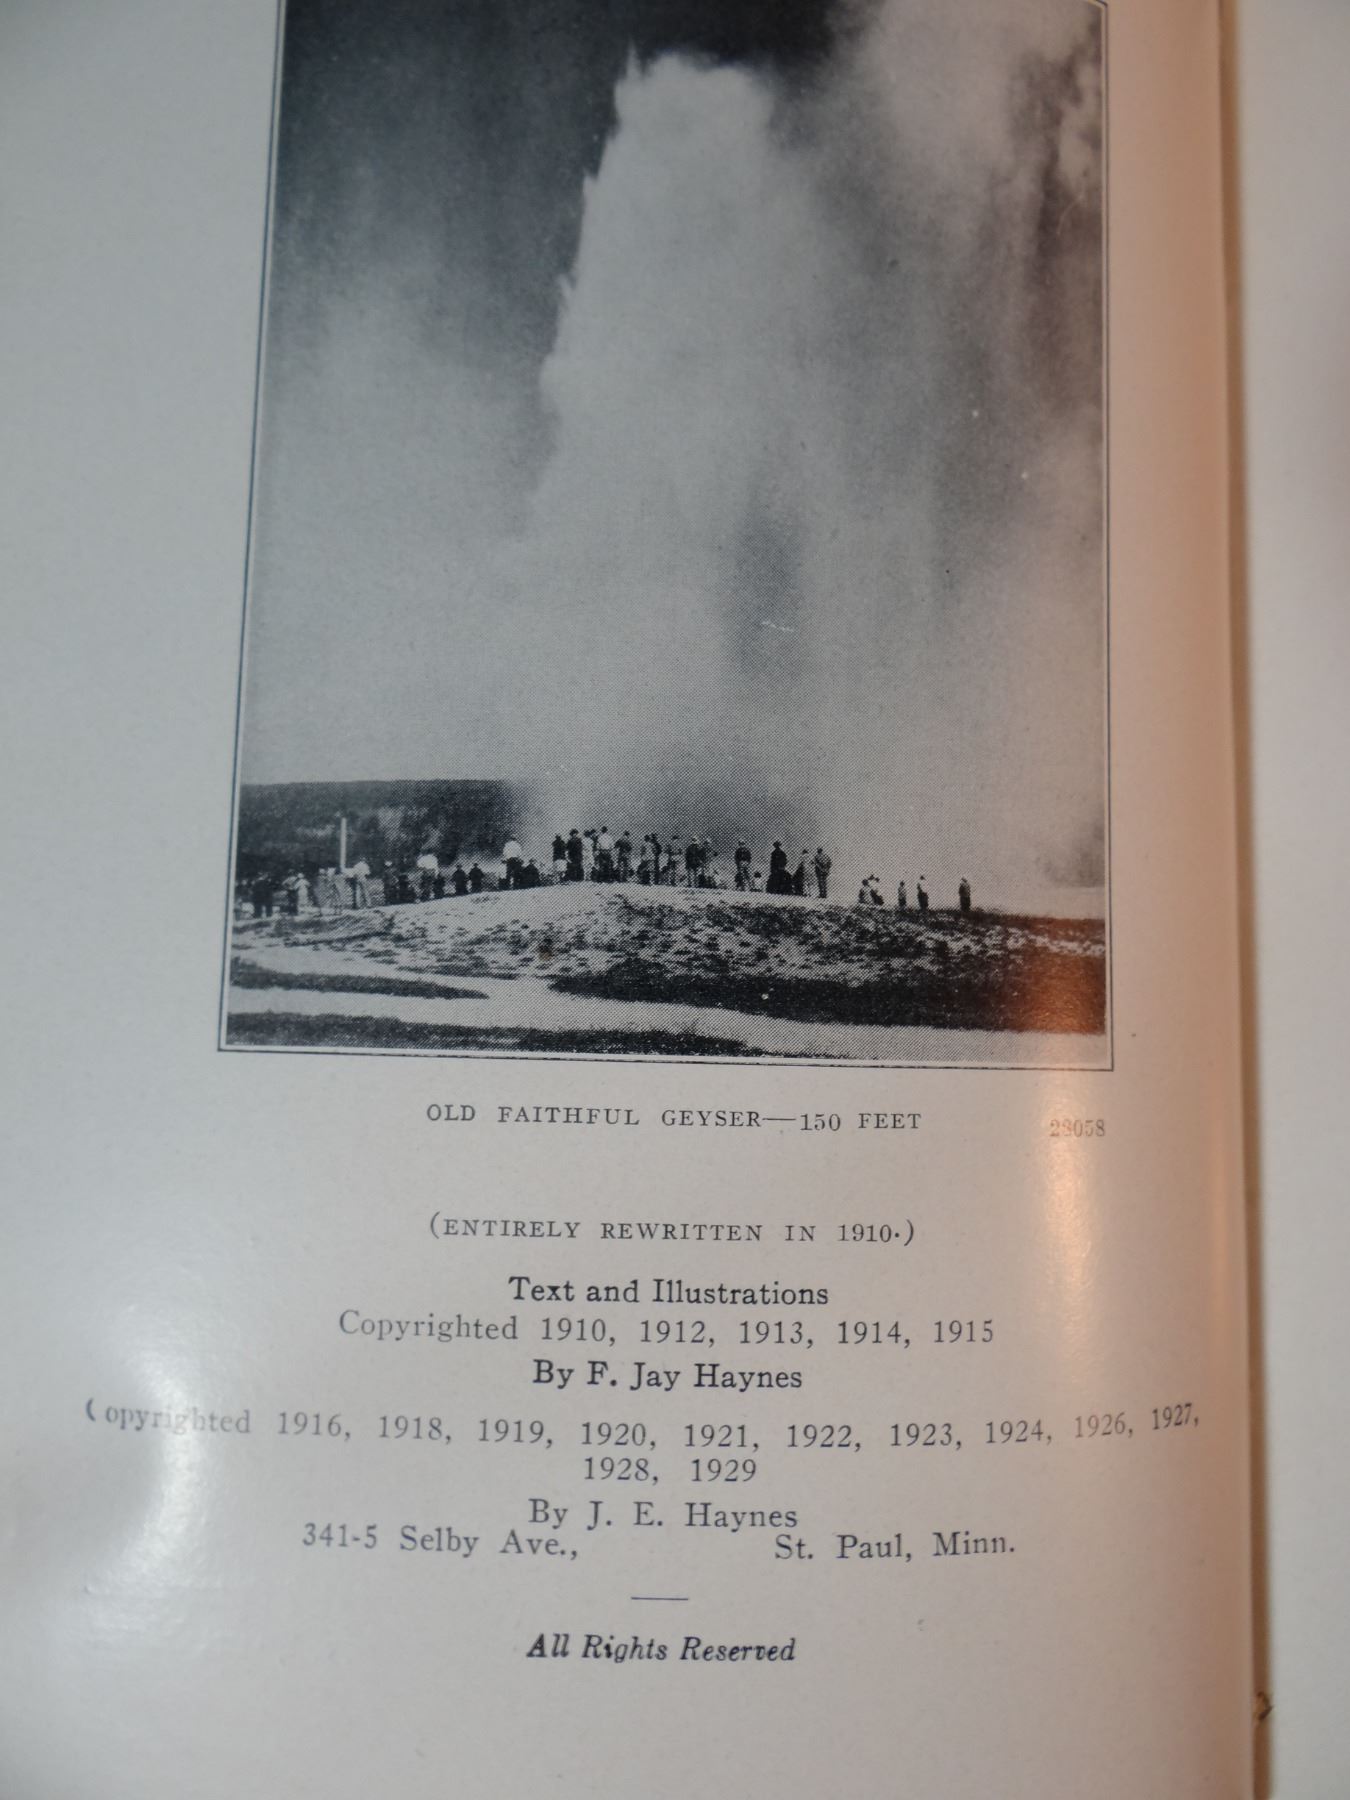 OLD FAITHFUL GEYSER—150 FEET
28058
(ENTIRELY REWRITTEN IN 1910.)
Text and Illustrations
Copyrighted 1910, 1912, 1913, 1914, 1915
By F. Jay Haynes
Copyrighted 1916, 1918, 1919, 1920, 1921, 1922, 1923, 1924, 1926, 1927,
1928, 1929
By J. E. Haynes
341-5 Selby Ave., St. Paul, Minn.
All Rights Reserved